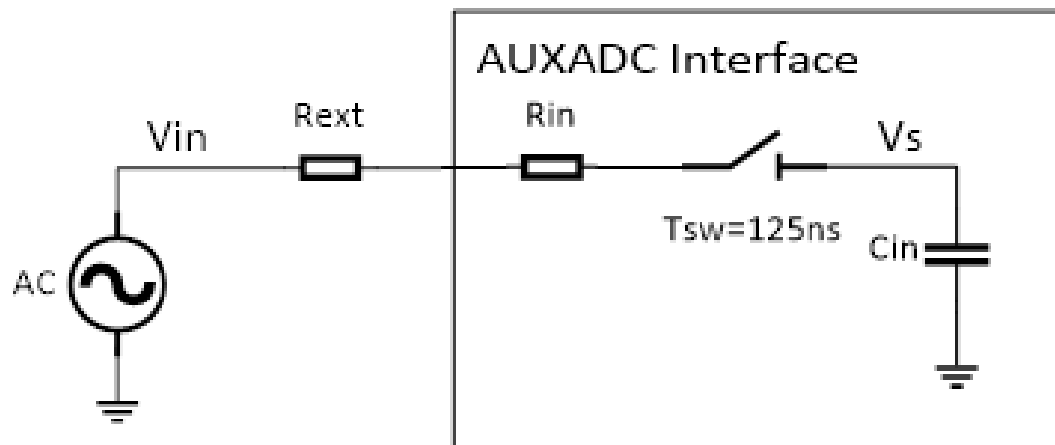 AUXADC Interface
Vin
Rext
Rin
Vs
Tsw=125ns
Cin
AC